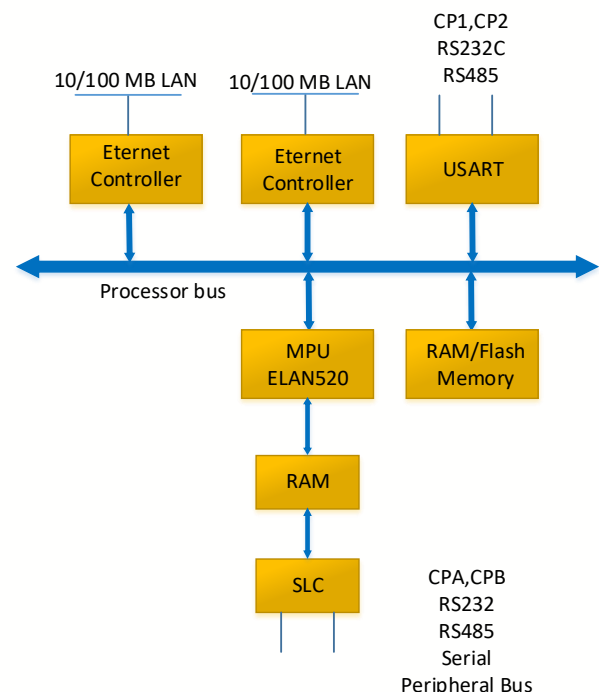 CP1,CP2
RS232C
RS485
10/100 MB LAN
10/100 MB LAN
Eternet
Controller
Eternet
Controller
USART
Processor bus
MPU
ELAN520
RAM/Flash
Memory
RAM
SLC
CPA,CPB
RS232
RS485
Serial
Peripheral Bus